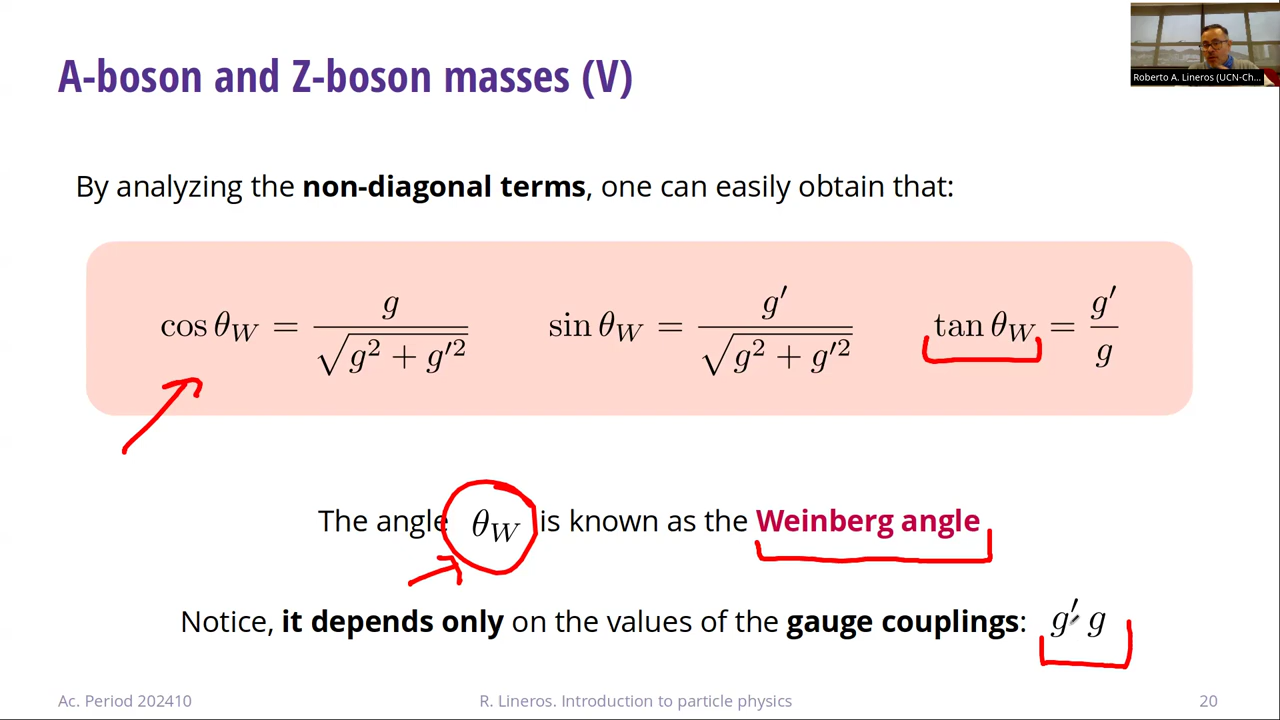 A-boson and Z-boson masses (V)
Roberto A. Lineros (UCN-Ch...
By analyzing the non-diagonal terms, one can easily obtain that:
cos θ_W = g / √(g² + g′²)   sin θ_W = g′ / √(g² + g′²)   tan θ_W = g′ / g
The angle θ_W is known as the Weinberg angle
Notice, it depends only on the values of the gauge couplings: g′ g
Ac. Period 202410   R. Lineros. Introduction to particle physics   20